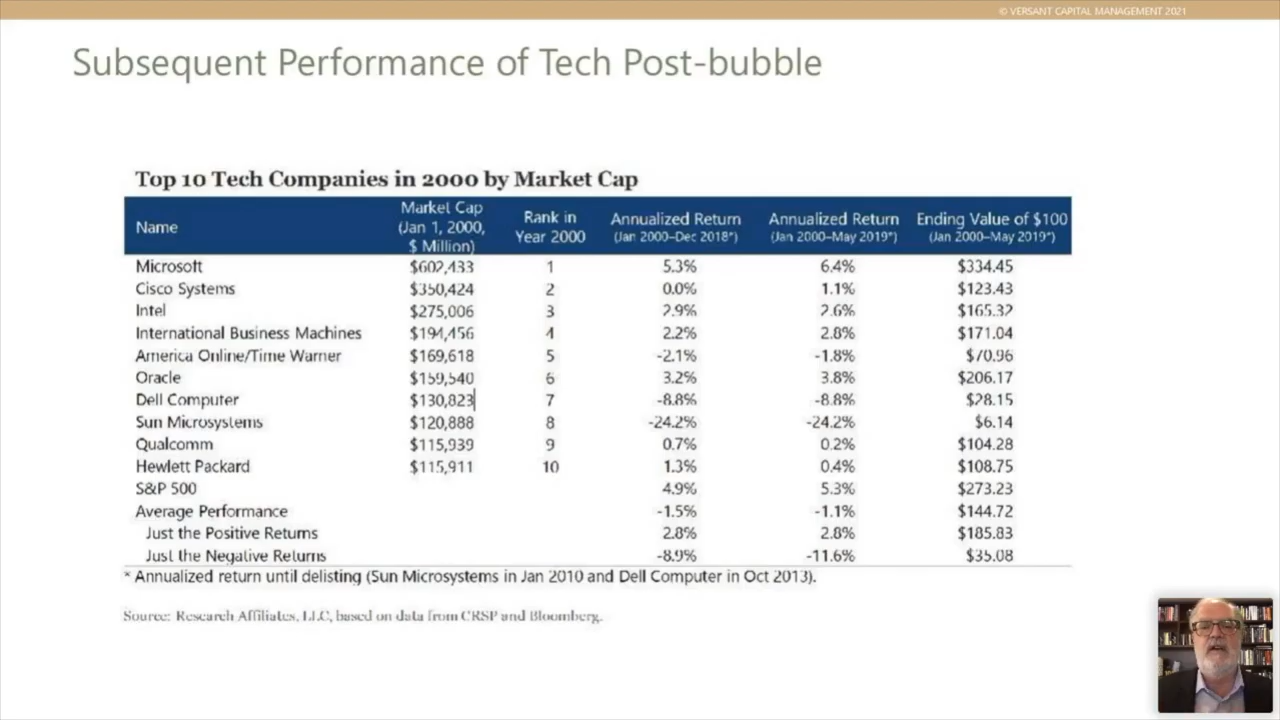 © VERSANT CAPITAL MANAGEMENT 2021
Subsequent Performance of Tech Post-bubble
Top 10 Tech Companies in 2000 by Market Cap
Name Market Cap (Jan 1, 2000, $ Million) Rank in Year 2000 Annualized Return (Jan 2000–Dec 2018*) Annualized Return (Jan 2000–May 2019*) Ending Value of $100 (Jan 2000–May 2019*)
Microsoft $602,433 1 5.3% 6.4% $334.45
Cisco Systems $350,424 2 0.0% 1.1% $123.43
Intel $275,006 3 2.9% 2.6% $165.32
International Business Machines $194,456 4 2.2% 2.8% $171.04
America Online/Time Warner $169,618 5 -2.1% -1.8% $70.96
Oracle $159,540 6 3.2% 3.8% $206.17
Dell Computer $130,823 7 -8.8% -8.8% $28.15
Sun Microsystems $120,888 8 -24.2% -24.2% $6.14
Qualcomm $115,939 9 0.7% 0.2% $104.28
Hewlett Packard $115,911 10 1.3% 0.4% $108.75
S&P 500 4.9% 5.3% $273.23
Average Performance -1.5% -1.1% $144.72
Just the Positive Returns 2.8% 2.8% $185.83
Just the Negative Returns -8.9% -11.6% $35.08
* Annualized return until delisting (Sun Microsystems in Jan 2010 and Dell Computer in Oct 2013).
Source: Research Affiliates, LLC, based on data from CRSP and Bloomberg.